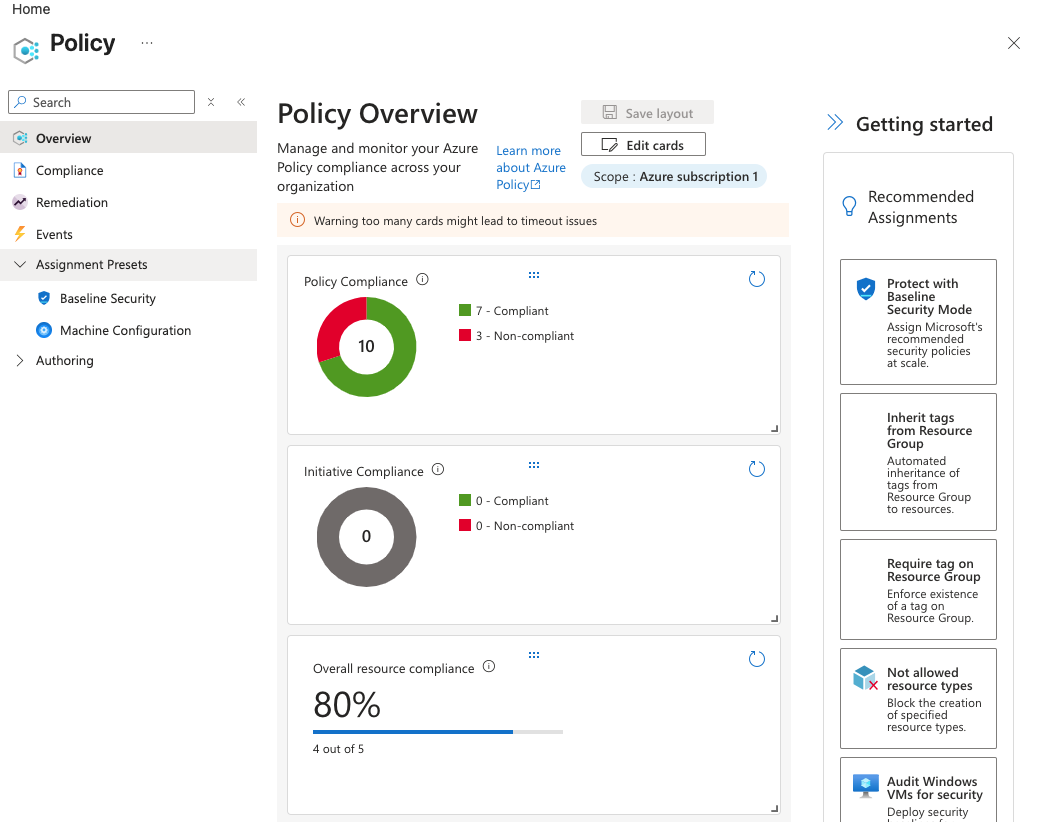 Home
Policy
...
Search
Overview
Compliance
Remediation
Events
Assignment Presets
Baseline Security
Machine Configuration
Authoring
Policy Overview
Manage and monitor your Azure
Policy compliance across your
organization
Learn more
about Azure
Policy
Save layout
Edit cards
Scope : Azure subscription 1
Warning too many cards might lead to timeout issues
Policy Compliance
10
7 - Compliant
3 - Non-compliant
Initiative Compliance
0
0 - Compliant
0 - Non-compliant
Overall resource compliance
80%
4 out of 5
Getting started
Recommended
Assignments
Protect with
Baseline
Security Mode
Assign Microsoft's
recommended
security policies
at scale.
Inherit tags
from Resource
Group
Automated
inheritance of
tags from
Resource Group
to resources.
Require tag on
Resource Group
Enforce existence
of a tag on
Resource Group.
Not allowed
resource types
Block the creation
of specified
resource types.
Audit Windows
VMs for security
Deploy security